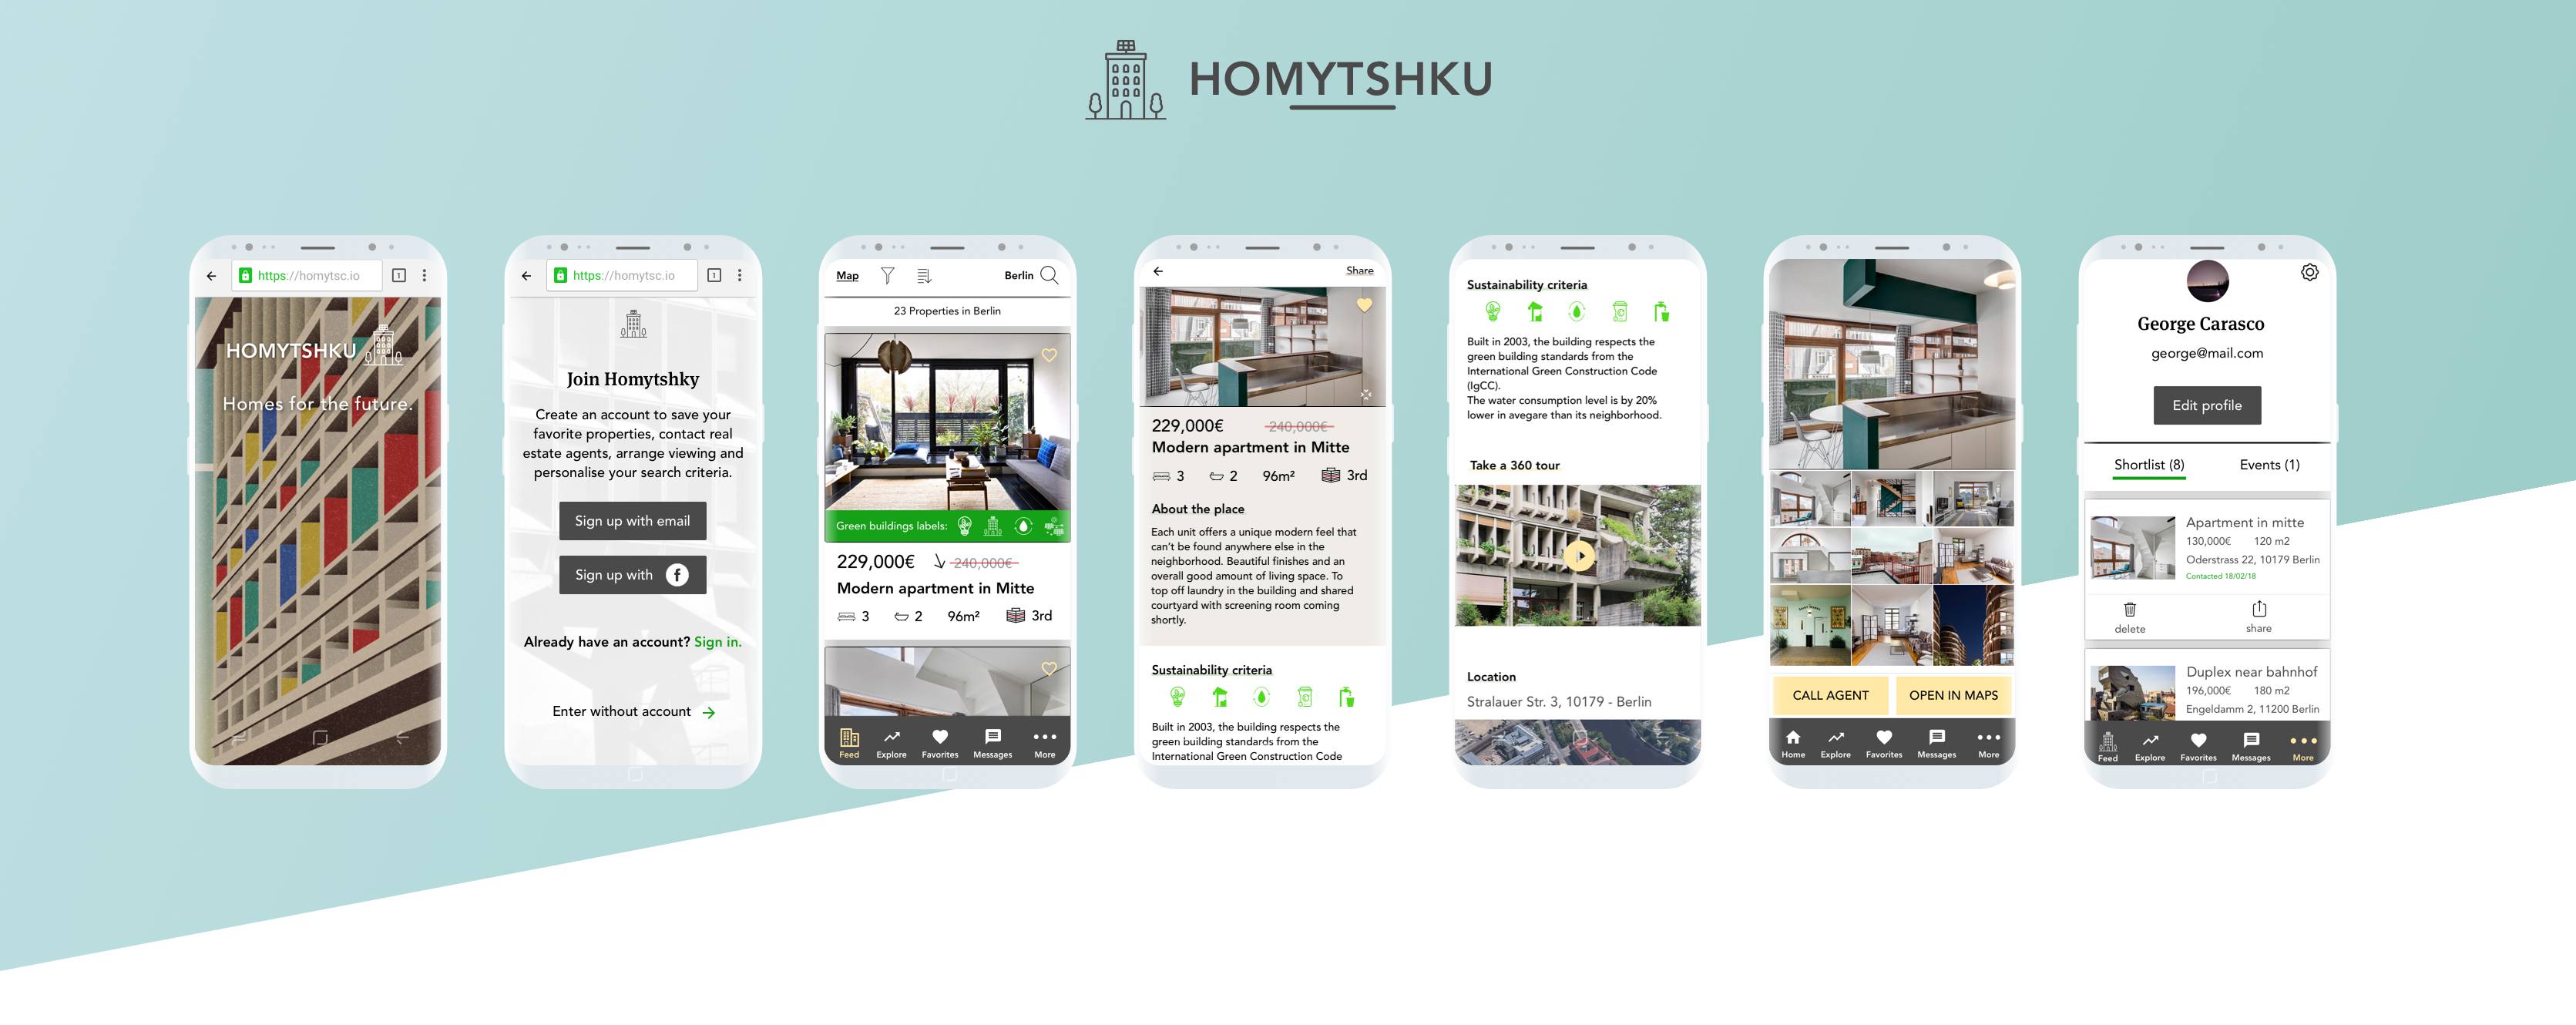 HOMYTSHKU
https://homytsc.io
1
HOMYTSHKU
Homes for the future.
https://homytsc.io
1
Join Homytshky
Create an account to save your
favorite properties, contact real
estate agents, arrange viewing and
personalise your search criteria.
Sign up with email
Sign up with f
Already have an account? Sign in.
Enter without account
Map
Berlin
23 Properties in Berlin
Green buildings labels:
229,000€ 240,000€
Modern apartment in Mitte
3 2 96m² 3rd
Feed Explore Favorites Messages More
Share
229,000€ 240,000€
Modern apartment in Mitte
3 2 96m² 3rd
About the place
Each unit offers a unique modern feel that
can't be found anywhere else in the
neighborhood. Beautiful finishes and an
overall good amount of living space. To
top off laundry in the building and shared
courtyard with screening room coming
shortly.
Sustainability criteria
Built in 2003, the building respects the
green building standards from the
International Green Construction Code
Sustainability criteria
Built in 2003, the building respects the
green building standards from the
International Green Construction Code
(IgCC).
The water consumption level is by 20%
lower in avegare than its neighborhood.
Take a 360 tour
Location
Stralauer Str. 3, 10179 - Berlin
CALL AGENT OPEN IN MAPS
Home Explore Favorites Messages More
George Carasco
george@mail.com
Edit profile
Shortlist (8) Events (1)
Apartment in mitte
130,000€ 120 m2
Oderstrass 22, 10179 Berlin
Contacted 18/02/18
delete share
Duplex near bahnhof
196,000€ 180 m2
Engeldamm 2, 11200 Berlin
Feed Explore Favorites Messages More